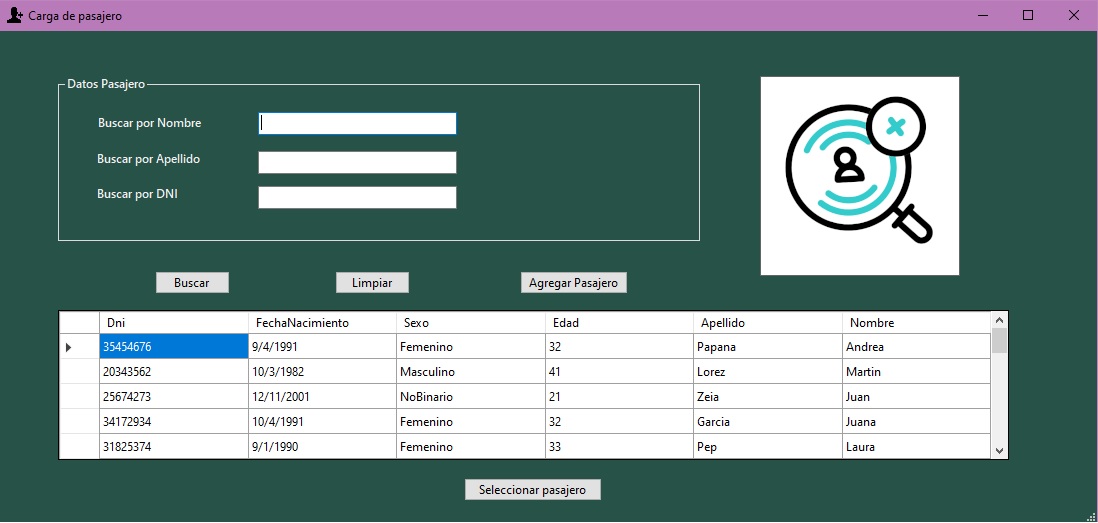 Carga de pasajero
Datos Pasajero
Buscar por Nombre
Buscar por Apellido
Buscar por DNI
Buscar Limpiar Agregar Pasajero
Dni FechaNacimiento Sexo Edad Apellido Nombre
35454676 9/4/1991 Femenino 32 Papana Andrea
20343562 10/3/1982 Masculino 41 Lorez Martin
25674273 12/11/2001 NoBinario 21 Zeia Juan
34172934 10/4/1991 Femenino 32 Garcia Juana
31825374 9/1/1990 Femenino 33 Pep Laura
Seleccionar pasajero